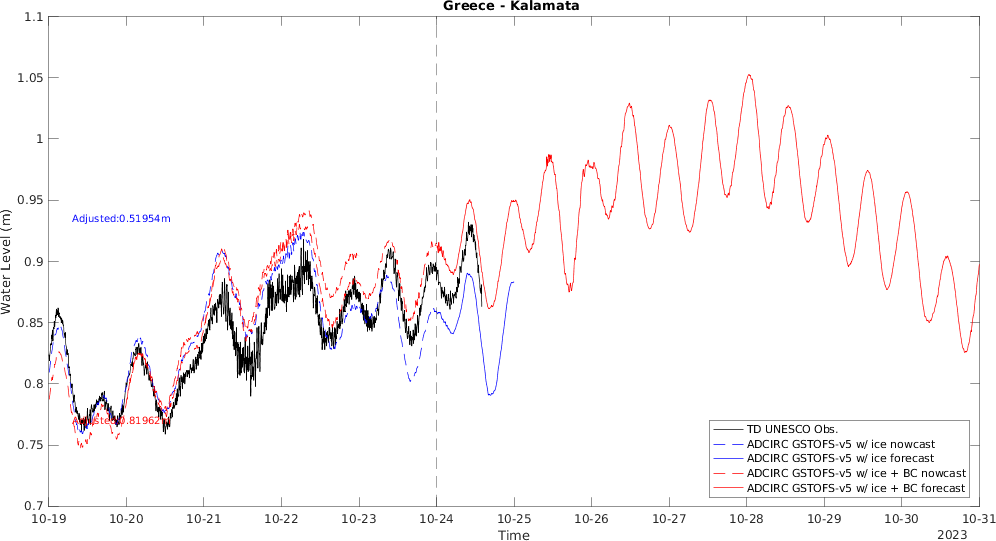 Greece - Kalamata
1.1
1.05
1
0.95
0.9
0.85
0.8
0.75
0.7
Water Level (m)
Adjusted:0.51954m
Adjusted:0.81962m
TD UNESCO Obs.
ADCIRC GSTOFS-v5 w/ ice nowcast
ADCIRC GSTOFS-v5 w/ ice forecast
ADCIRC GSTOFS-v5 w/ ice + BC nowcast
ADCIRC GSTOFS-v5 w/ ice + BC forecast
10-19 10-20 10-21 10-22 10-23 10-24 10-25 10-26 10-27 10-28 10-29 10-30 10-31
Time
2023